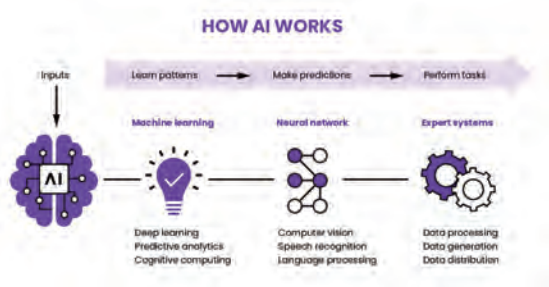 HOW AI WORKS
Inputs
Learn patterns
Make predictions
Perform tasks
Machine learning
Neural network
Expert systems
AI
Deep learning
Predictive analytics
Cognitive computing
Computer vision
Speech recognition
Language processing
Data processing
Data generation
Data distribution